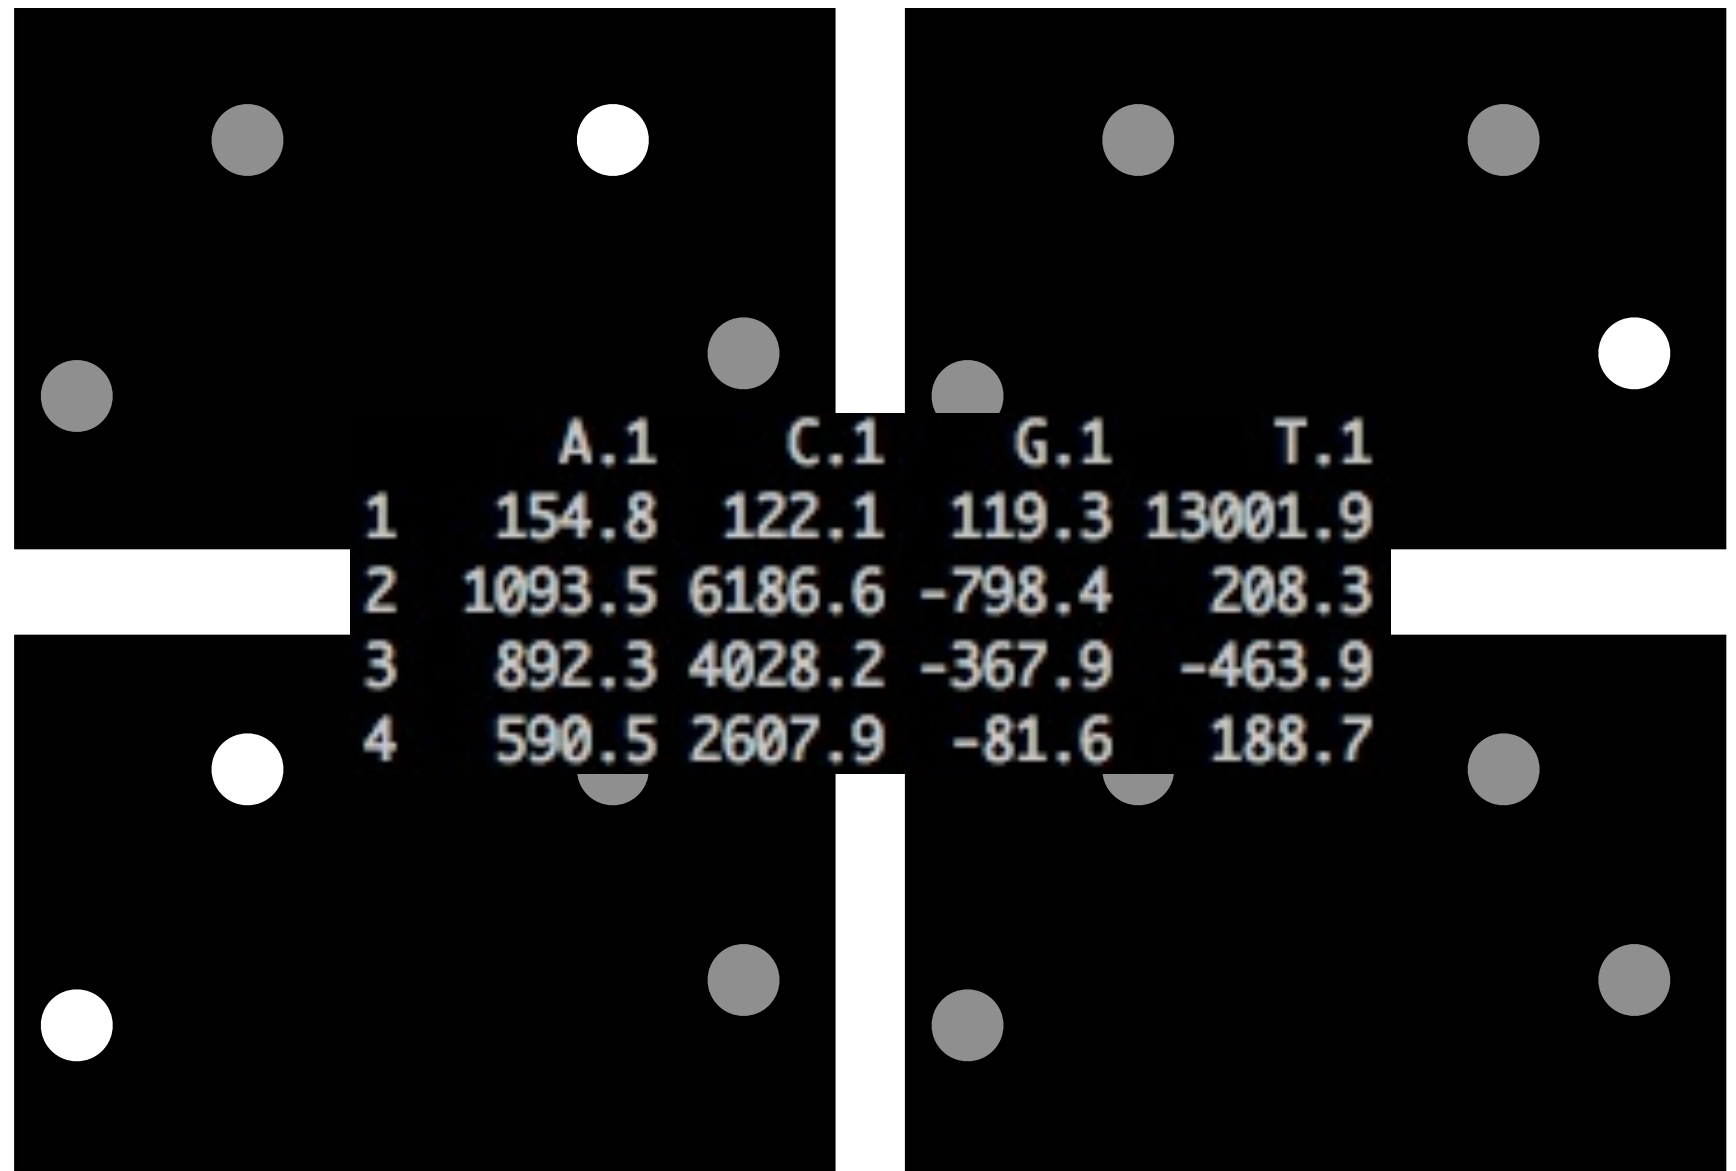 A.1 C.1 G.1 T.1
1 154.8 122.1 119.3 13001.9
2 1093.5 6186.6 -798.4 208.3
3 892.3 4028.2 -367.9 -463.9
4 590.5 2607.9 -81.6 188.7